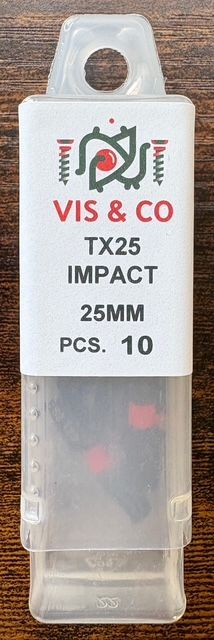 VIS & CO
TX25
IMPACT
25MM
PCS. 10